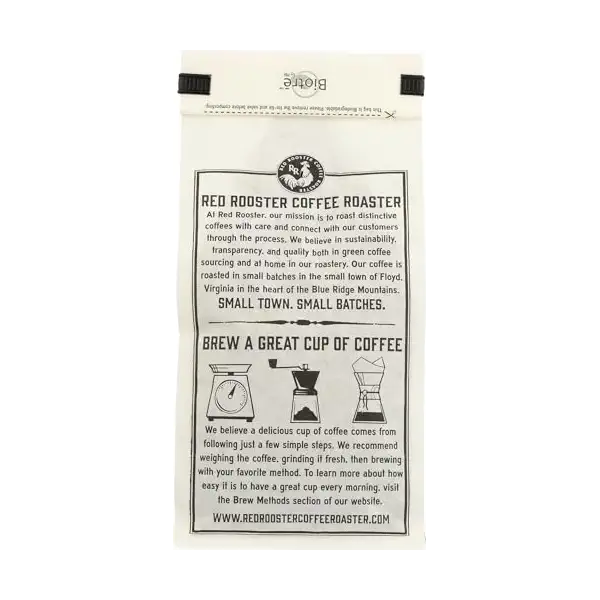 Biotrē
This bag is Biodegradable. Please remove the tin-tie and valve before composting.
RED ROOSTER COFFEE ROASTER
RR
RED ROOSTER COFFEE ROASTER
At Red Rooster, our mission is to roast distinctive
coffees with care and connect with our customers
through the process. We believe in sustainability,
transparency, and quality both in green coffee
sourcing and at home in our roastery. Our coffee is
roasted in small batches in the small town of Floyd,
Virginia in the heart of the Blue Ridge Mountains.
SMALL TOWN. SMALL BATCHES.
BREW A GREAT CUP OF COFFEE
We believe a delicious cup of coffee comes from
following just a few simple steps. We recommend
weighing the coffee, grinding it fresh, then brewing
with your favorite method. To learn more about how
easy it is to have a great cup every morning, visit
the Brew Methods section of our website.
WWW.REDROOSTERCOFFEEROASTER.COM